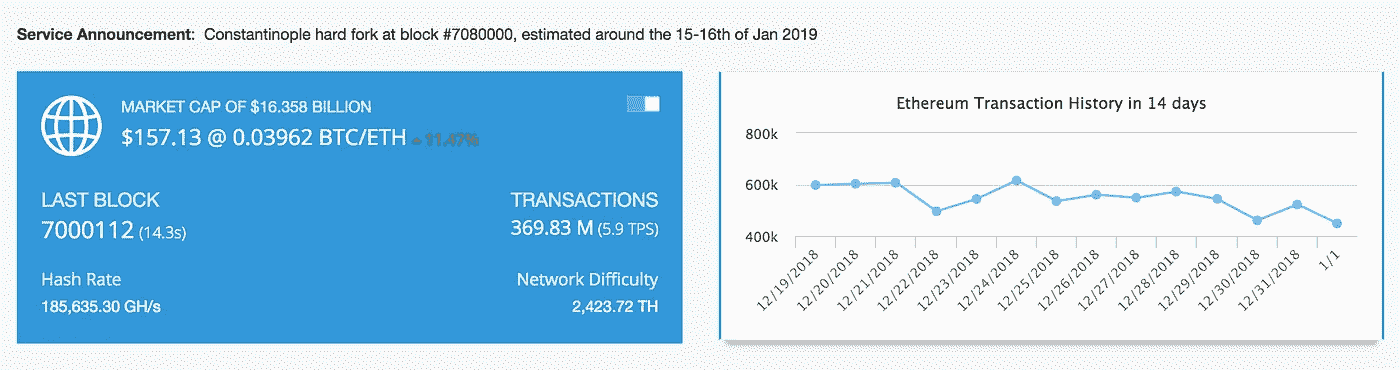 Service Announcement: Constantinople hard fork at block #7080000, estimated around the 15-16th of Jan 2019
MARKET CAP OF $16.358 BILLION
$157.13 @ 0.03962 BTC/ETH 11.47%
LAST BLOCK
7000112 (14.3s)
TRANSACTIONS
369.83 M (5.9 TPS)
Hash Rate
185,635.30 GH/s
Network Difficulty
2,423.72 TH
Ethereum Transaction History in 14 days
800k
600k
400k
12/19/2018
12/20/2018
12/21/2018
12/22/2018
12/23/2018
12/24/2018
12/25/2018
12/26/2018
12/27/2018
12/28/2018
12/29/2018
12/30/2018
12/31/2018
1/1